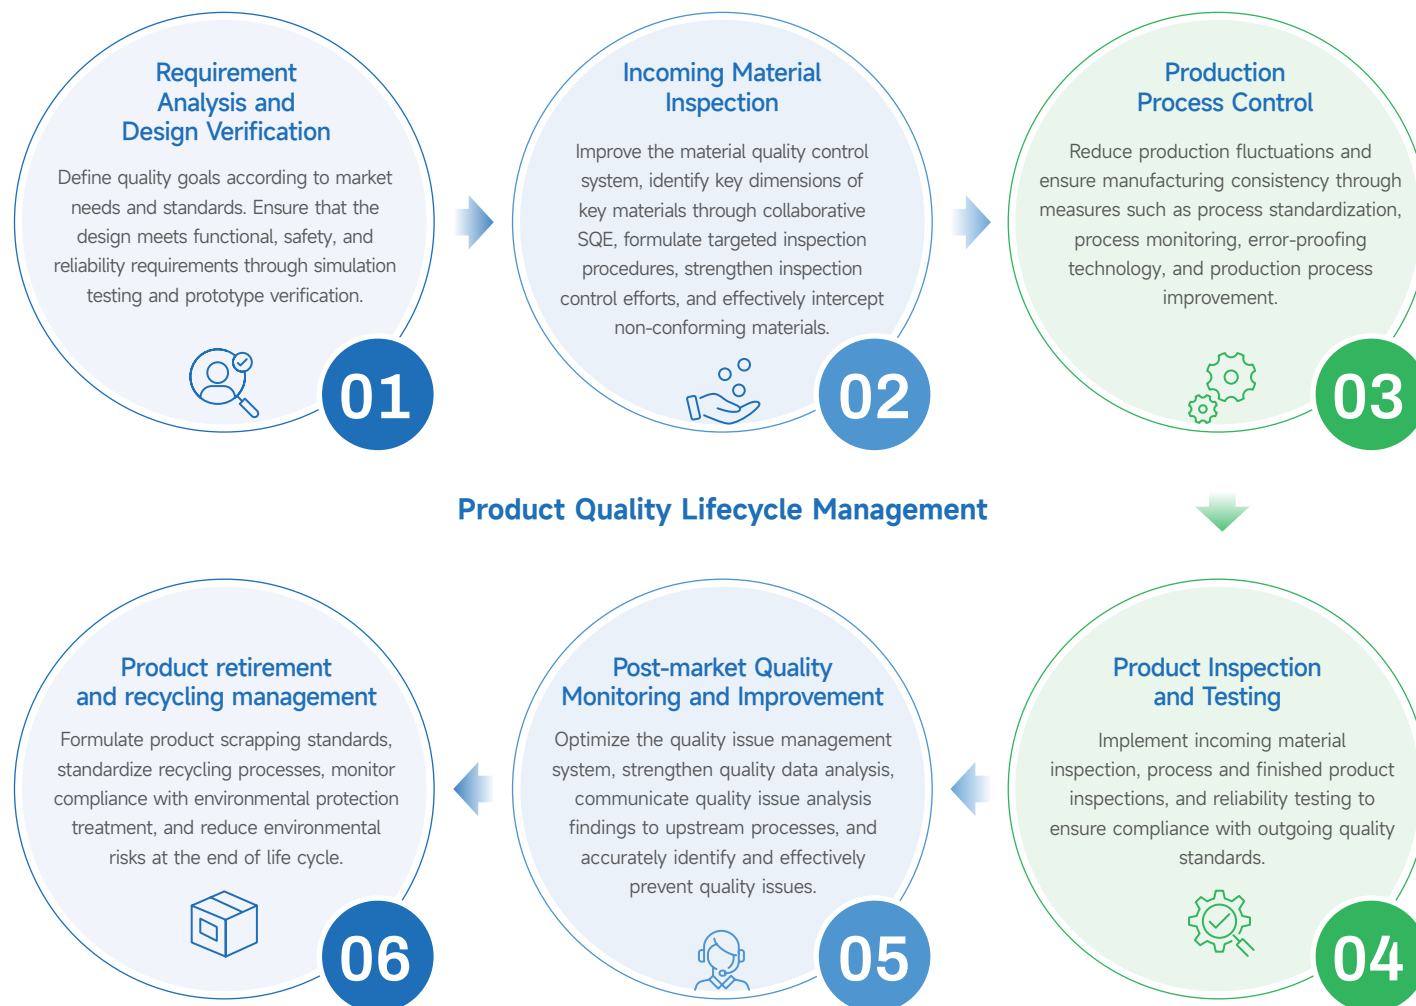 Requirement
Analysis and
Design Verification
Define quality goals according to market
needs and standards. Ensure that the
design meets functional, safety, and
reliability requirements through simulation
testing and prototype verification.
01
Incoming Material
Inspection
Improve the material quality control
system, identify key dimensions of
key materials through collaborative
SQE, formulate targeted inspection
procedures, strengthen inspection
control efforts, and effectively intercept
non-conforming materials.
02
Production
Process Control
Reduce production fluctuations and
ensure manufacturing consistency through
measures such as process standardization,
process monitoring, error-proofing
technology, and production process
improvement.
03
Product Quality Lifecycle Management
Product Inspection
and Testing
Implement incoming material
inspection, process and finished product
inspections, and reliability testing to
ensure compliance with outgoing quality
standards.
04
Post-market Quality
Monitoring and Improvement
Optimize the quality issue management
system, strengthen quality data analysis,
communicate quality issue analysis
findings to upstream processes, and
accurately identify and effectively
prevent quality issues.
05
Product retirement
and recycling management
Formulate product scrapping standards,
standardize recycling processes, monitor
compliance with environmental protection
treatment, and reduce environmental
risks at the end of life cycle.
06